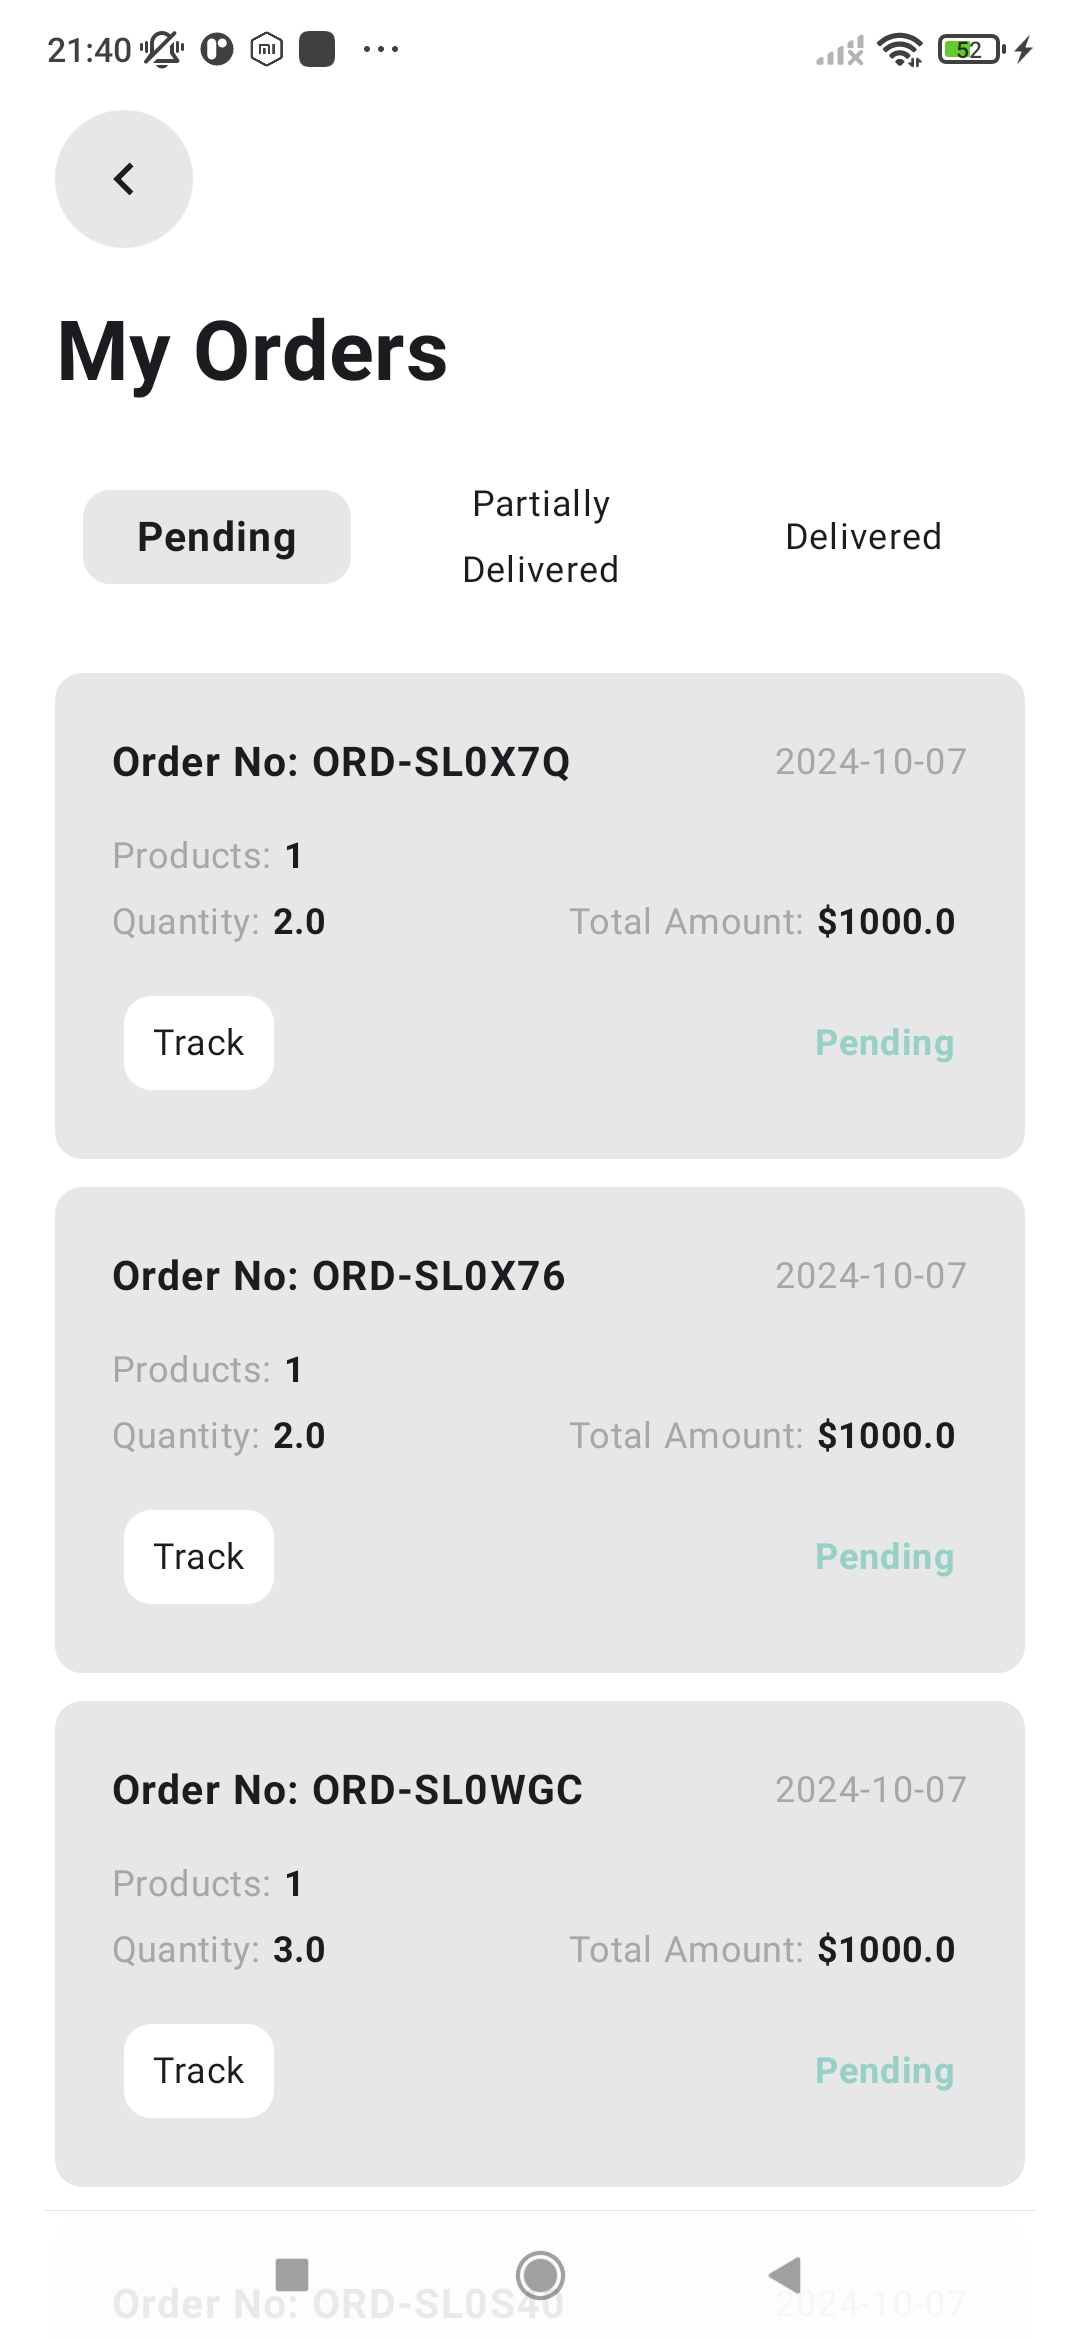 21:40
52
My Orders
Pending
Partially
Delivered
Delivered
Order No: ORD-SL0X7Q 2024-10-07
Products: 1
Quantity: 2.0 Total Amount: $1000.0
Track Pending
Order No: ORD-SL0X76 2024-10-07
Products: 1
Quantity: 2.0 Total Amount: $1000.0
Track Pending
Order No: ORD-SL0WGC 2024-10-07
Products: 1
Quantity: 3.0 Total Amount: $1000.0
Track Pending
Order No: ORD-SL0S40 2024-10-07